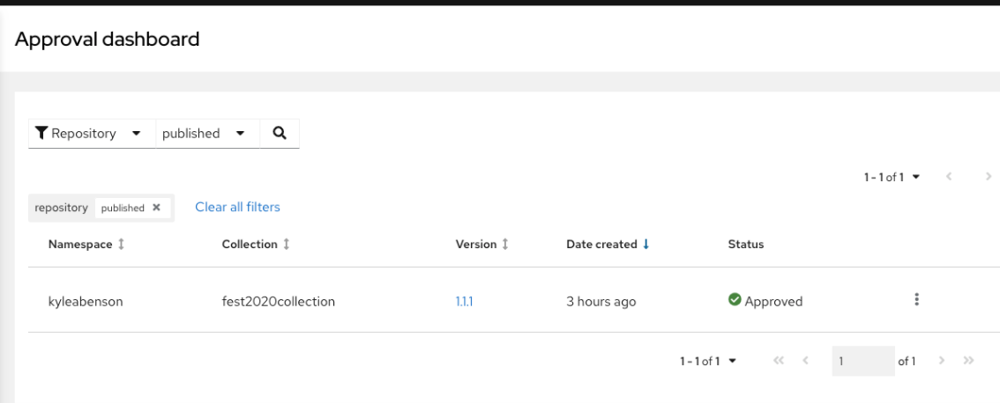 Approval dashboard
Repository published
1 - 1 of 1
repository published Clear all filters
Namespace Collection Version Date created Status
kyleabenson fest2020collection 1.1.1 3 hours ago Approved
1 - 1 of 1 1 of 1